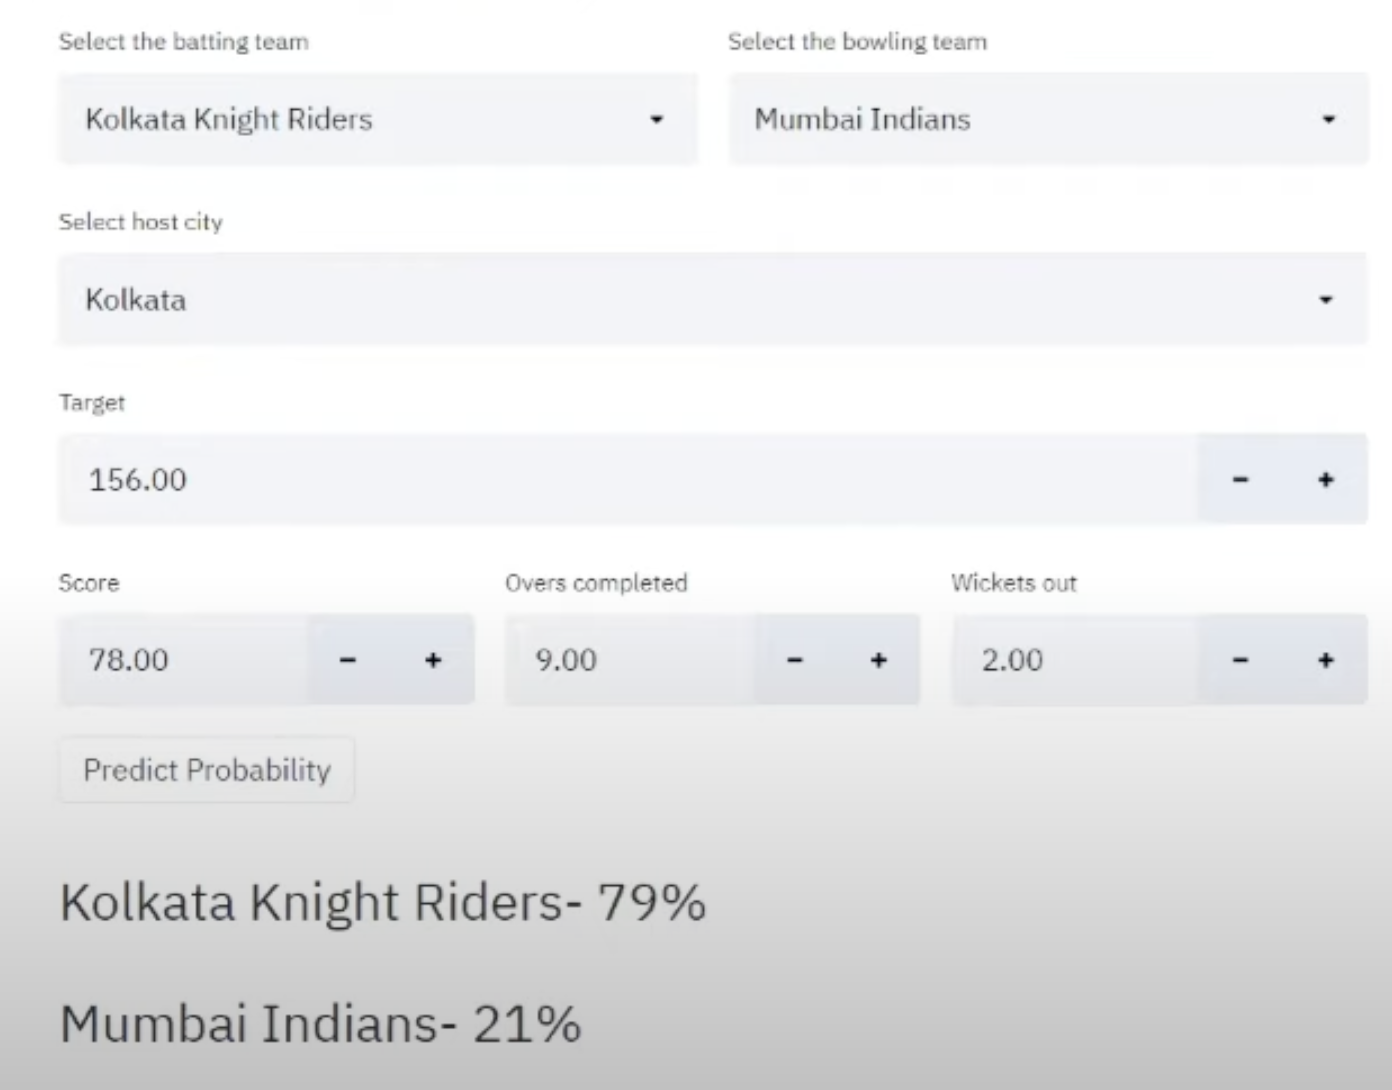 Select the batting team
Select the bowling team
Kolkata Knight Riders
Mumbai Indians
Select host city
Kolkata
Target
156.00 - +
Score
Overs completed
Wickets out
78.00 - +
9.00 - +
2.00 - +
Predict Probability
Kolkata Knight Riders- 79%
Mumbai Indians- 21%